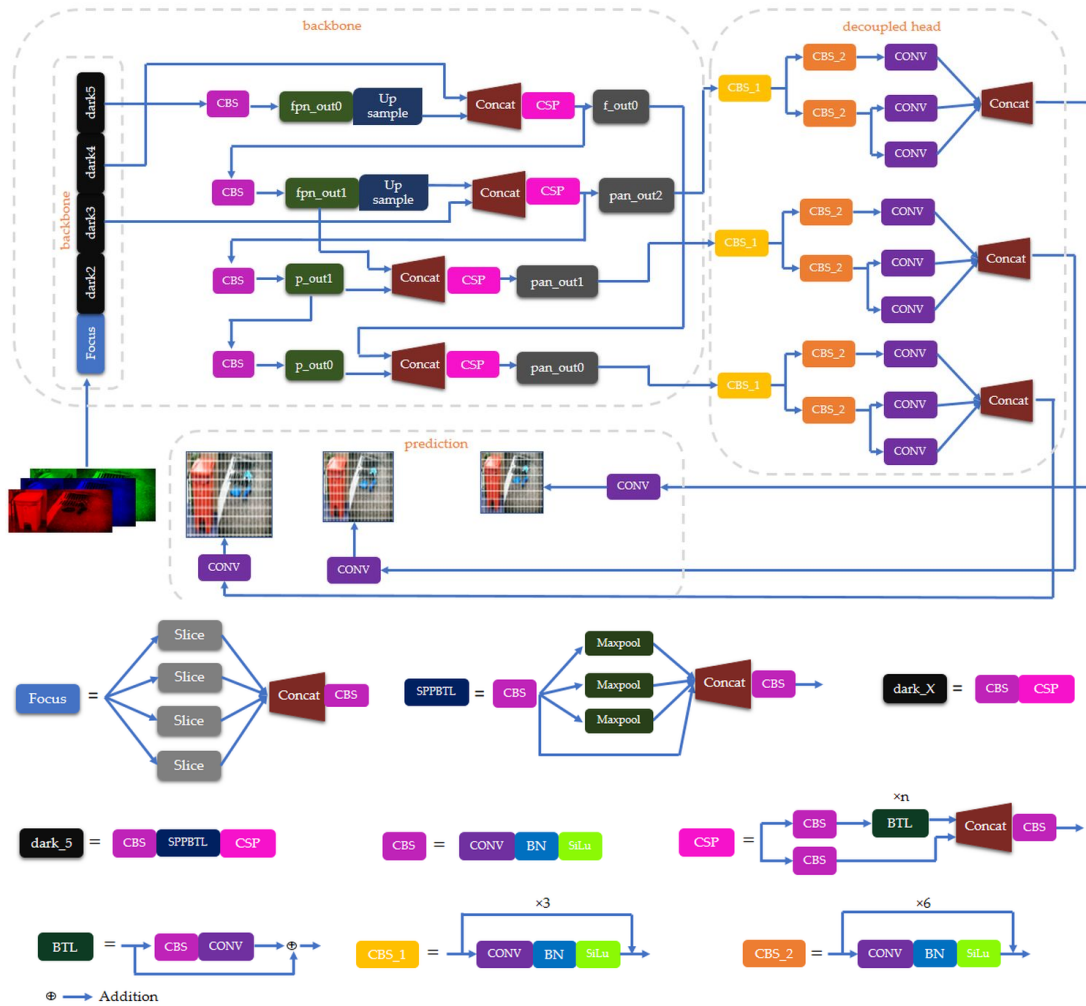 backbone
decoupled head
backbone
dark5
dark4
dark3
dark2
Focus
CBS
fpn_out0
Up
sample
Concat
CSP
f_out0
CBS
fpn_out1
Up
sample
Concat
CSP
pan_out2
CBS
p_out1
Concat
CSP
pan_out1
CBS
p_out0
Concat
CSP
pan_out0
CBS_1
CBS_2
CONV
CBS_2
CONV
CONV
Concat
CBS_1
CBS_2
CONV
CBS_2
CONV
CONV
Concat
CBS_1
CBS_2
CONV
CBS_2
CONV
CONV
Concat
prediction
CONV
CONV
CONV
Focus =
Slice
Slice
Slice
Slice
Concat CBS
SPPBTL = CBS
Maxpool
Maxpool
Maxpool
Concat CBS
dark_X = CBS CSP
dark_5 = CBS SPPBTL CSP
CBS = CONV BN SiLu
×n
CSP = CBS BTL Concat CBS
CBS
BTL = CBS CONV ⊕
×3
CBS_1 = CONV BN SiLu
×6
CBS_2 = CONV BN SiLu
⊕ → Addition